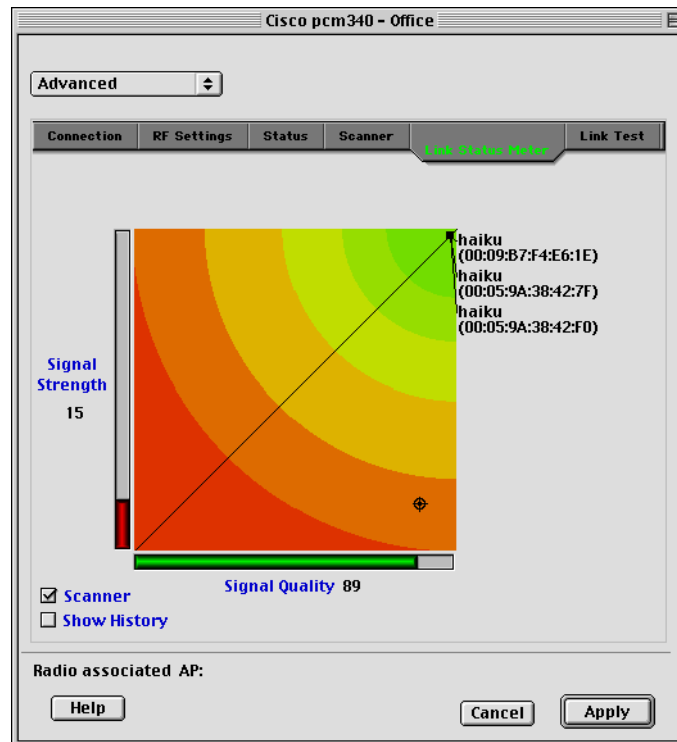 Cisco pcm340 - Office
Advanced
Connection
RF Settings
Status
Scanner
Link Status Meter
Link Test
haiku
(00:09:B7:F4:E6:1E)
haiku
(00:05:9A:38:42:7F)
haiku
(00:05:9A:38:42:F0)
Signal
Strength
15
Signal Quality 89
Scanner
Show History
Radio associated AP:
Help
Cancel
Apply